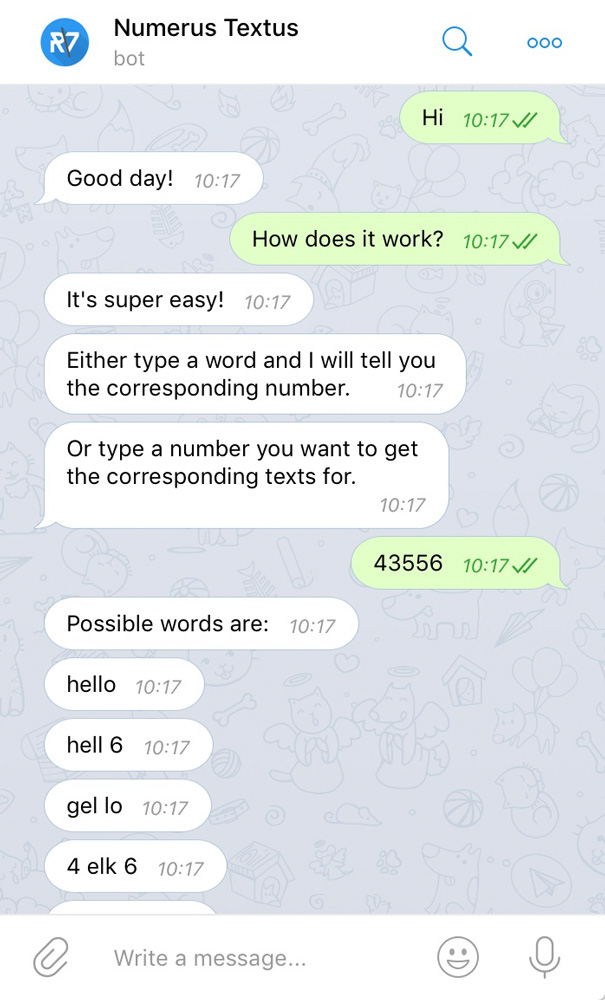 R7
Numerus Textus
bot
Hi 10:17
Good day! 10:17
How does it work? 10:17
It's super easy! 10:17
Either type a word and I will tell you
the corresponding number. 10:17
Or type a number you want to get
the corresponding texts for.
10:17
43556 10:17
Possible words are: 10:17
hello 10:17
hell 6 10:17
gel lo 10:17
4 elk 6 10:17
Write a message...